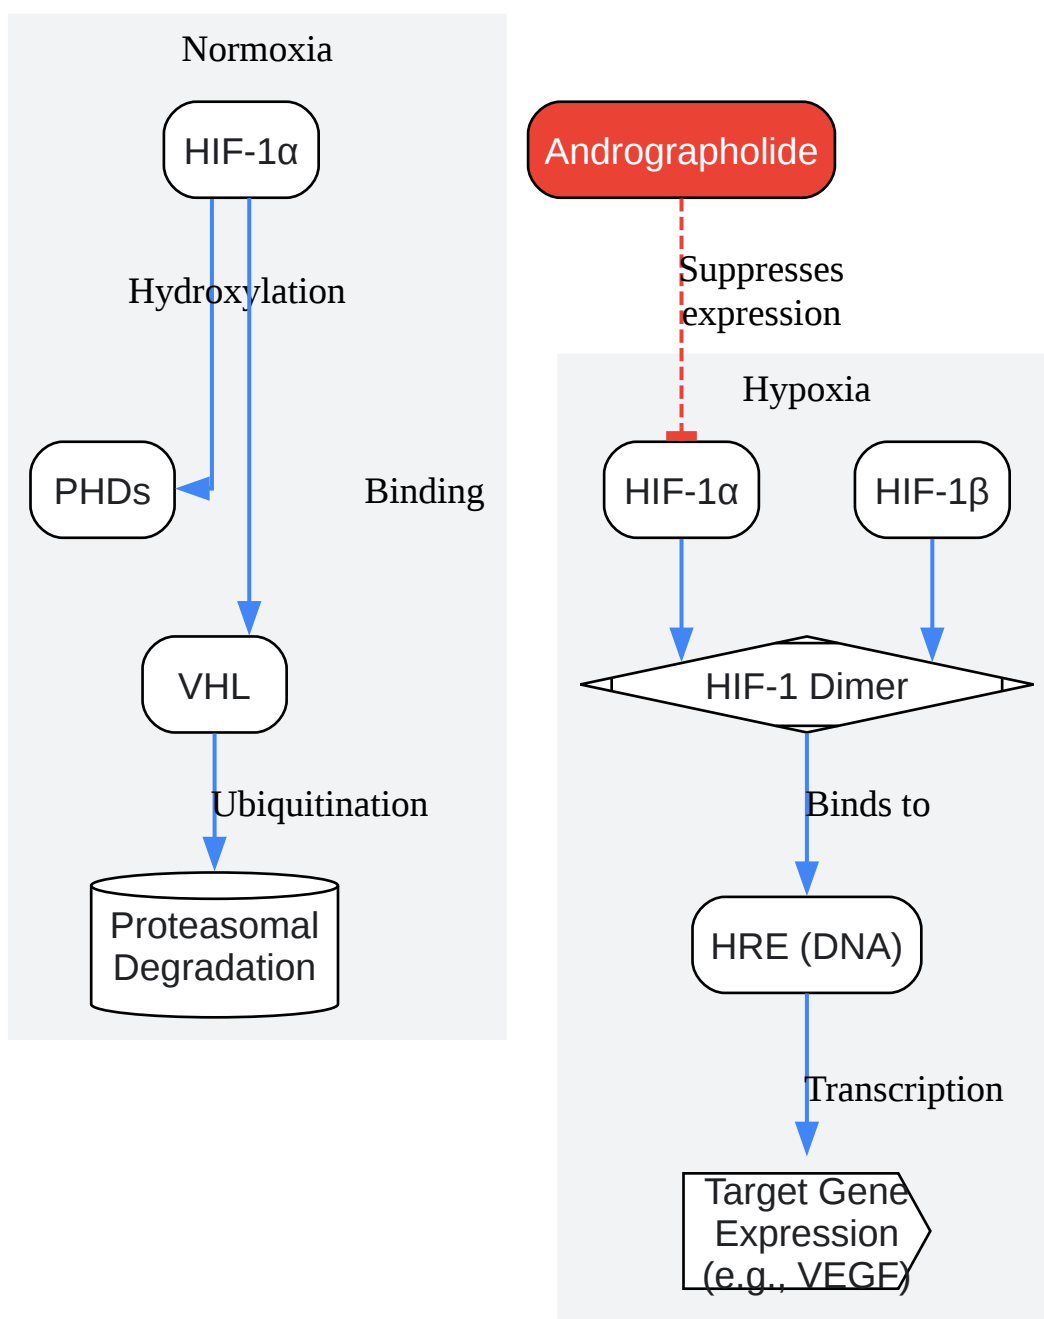 Normoxia
HIF-1α
Hydroxylation
PHDs
Binding
VHL
Ubiquitination
Proteasomal
Degradation
Andrographolide
Suppresses
expression
Hypoxia
HIF-1α
HIF-1β
HIF-1 Dimer
Binds to
HRE (DNA)
Transcription
Target Gene
Expression
(e.g., VEGF)